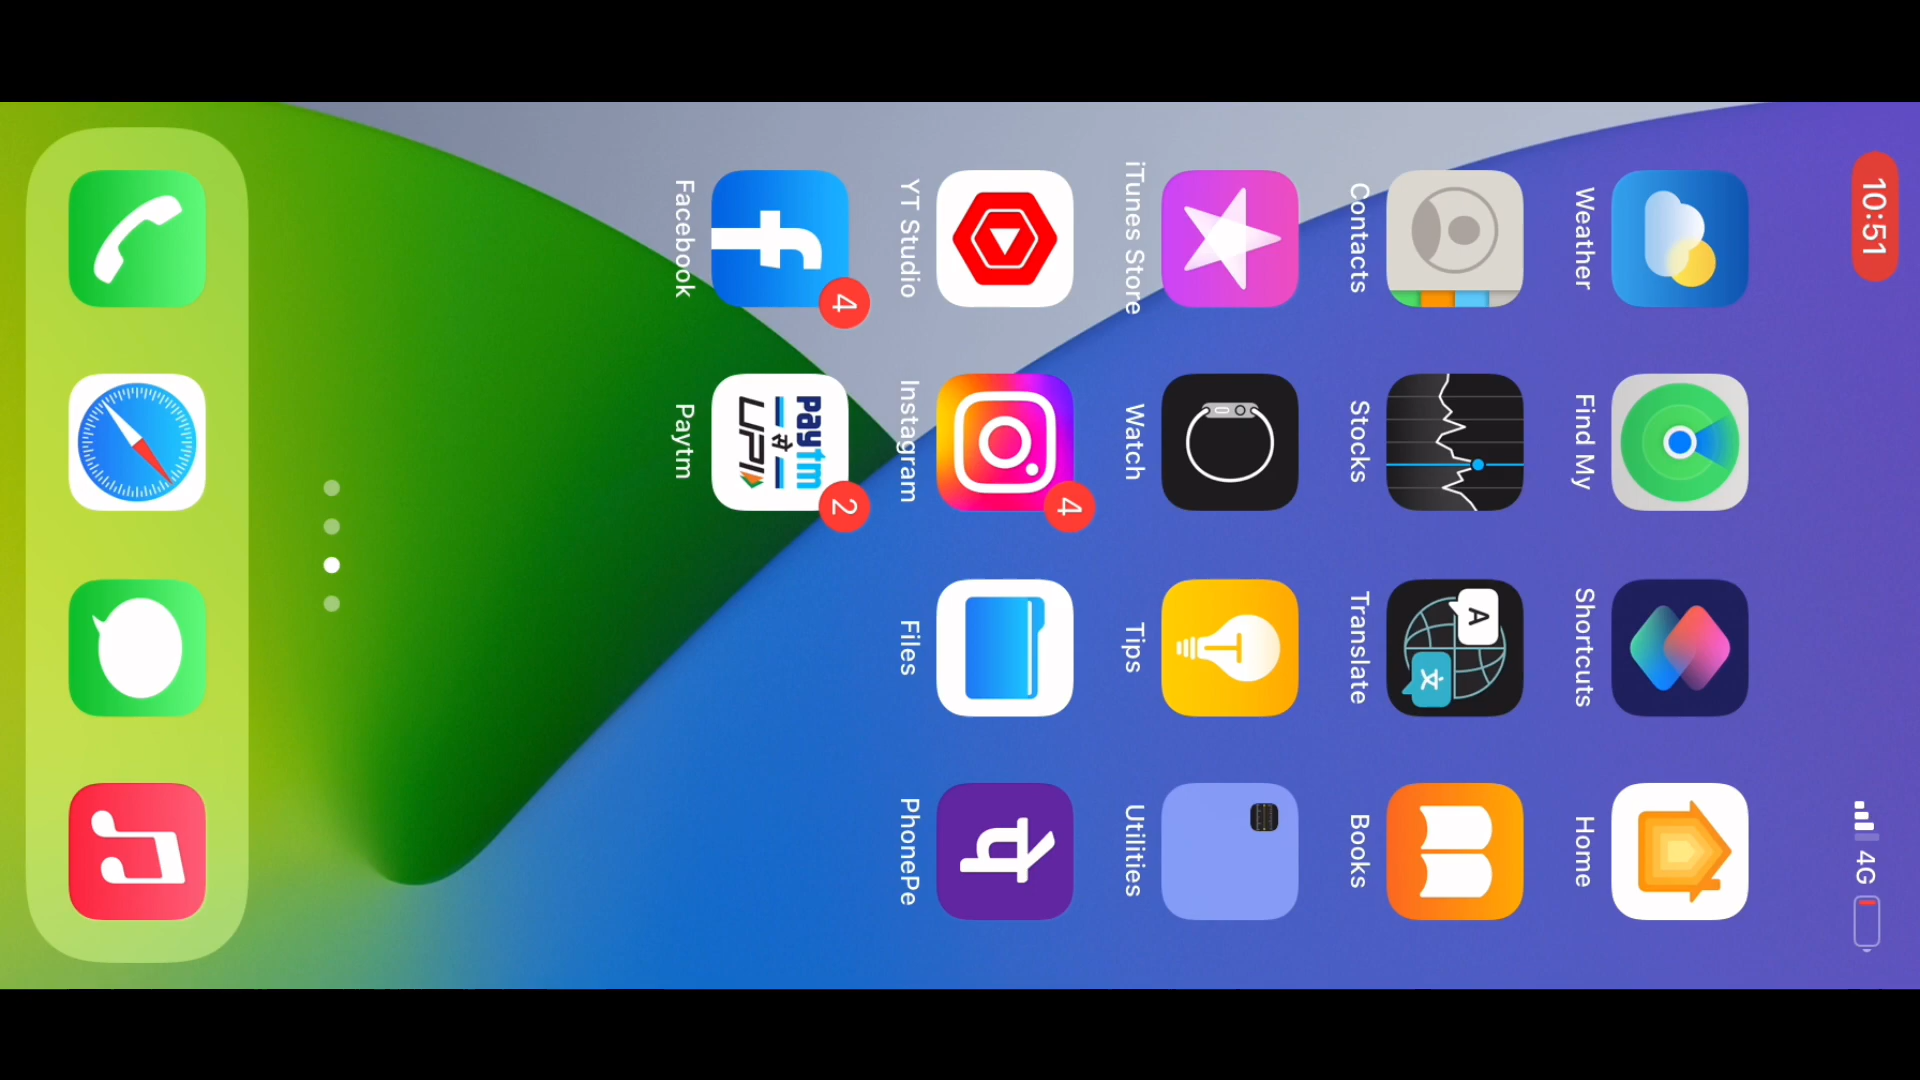 10:51
4G
Weather
Find My
Shortcuts
Home
Contacts
Stocks
A
文
Translate
Books
iTunes Store
Watch
Tips
Utilities
YT Studio
4
Instagram
Files
पे
PhonePe
4
Facebook
2
paytm
से
UPI
Paytm